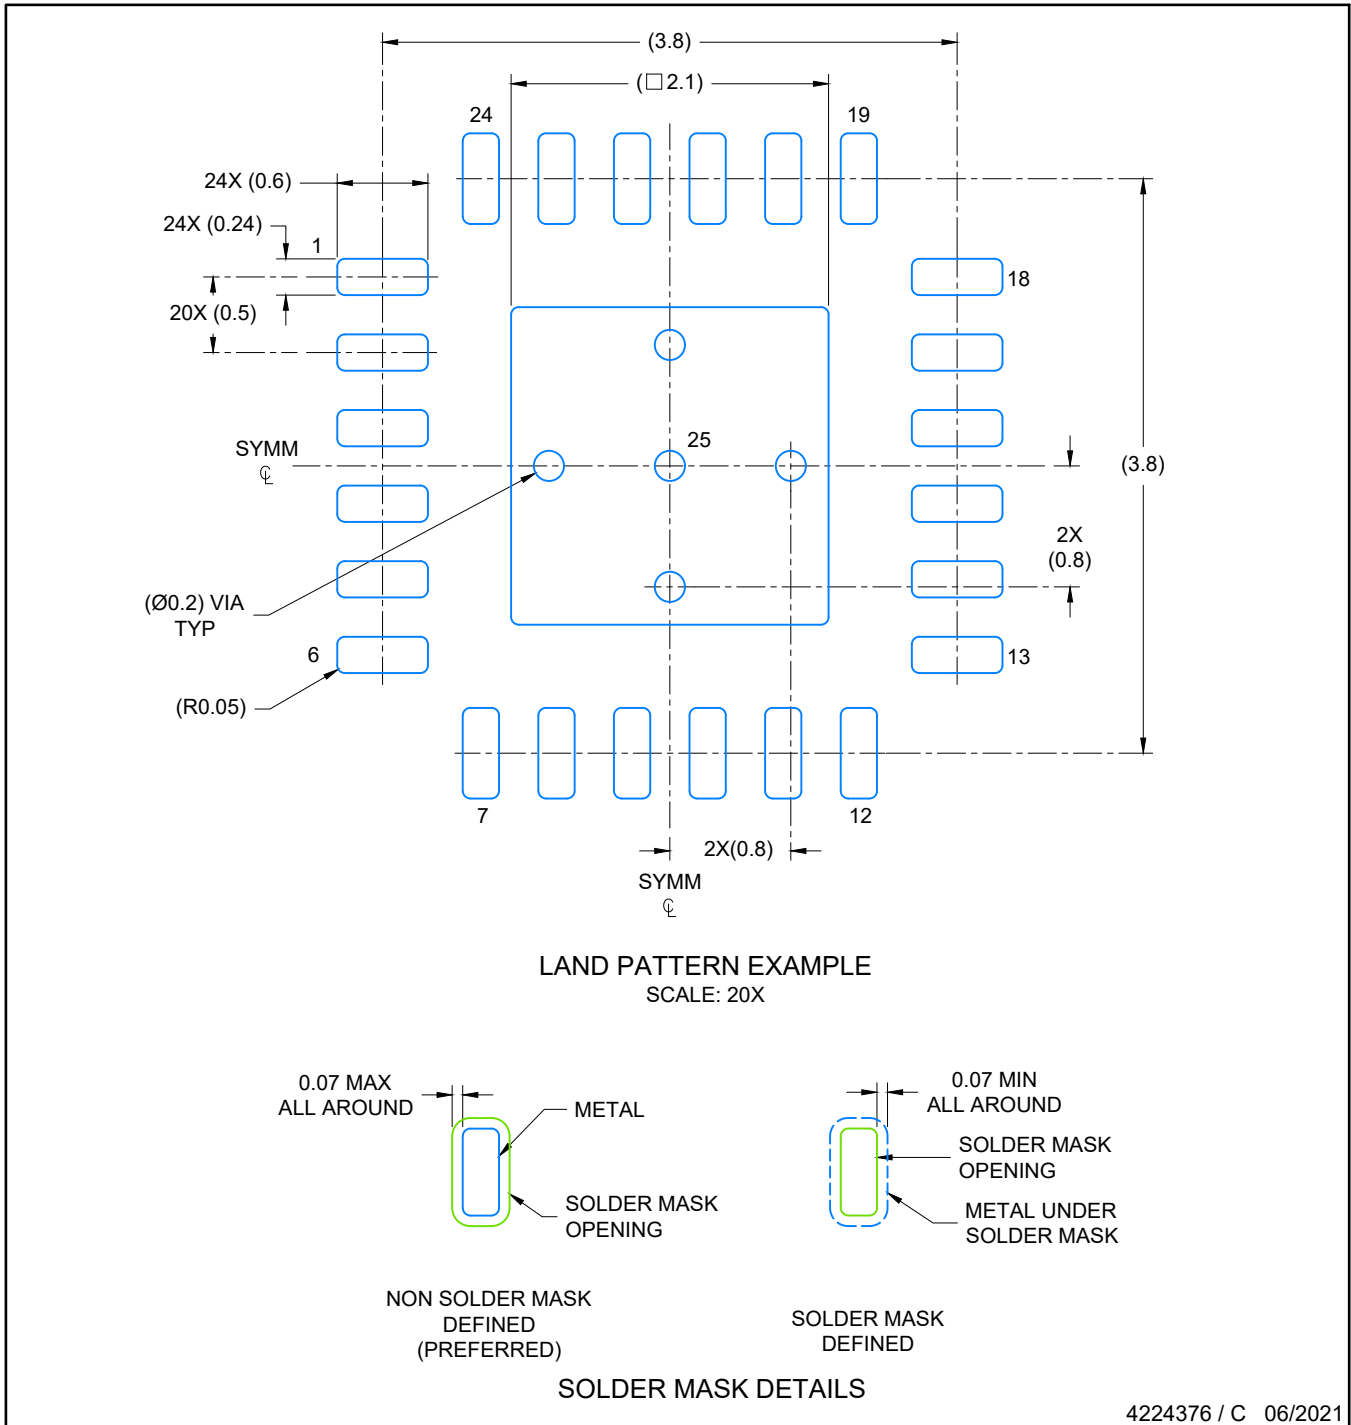 (3.8)
(□2.1)
24
19
24X (0.6)
24X (0.24)
1
18
20X (0.5)
25
SYMM
℄
(3.8)
2X
(0.8)
(Ø0.2) VIA
TYP
6
13
(R0.05)
7
12
2X(0.8)
SYMM
℄
LAND PATTERN EXAMPLE
SCALE: 20X
0.07 MAX
ALL AROUND
METAL
SOLDER MASK
OPENING
0.07 MIN
ALL AROUND
SOLDER MASK
OPENING
METAL UNDER
SOLDER MASK
NON SOLDER MASK
DEFINED
(PREFERRED)
SOLDER MASK
DEFINED
SOLDER MASK DETAILS
4224376 / C 06/2021